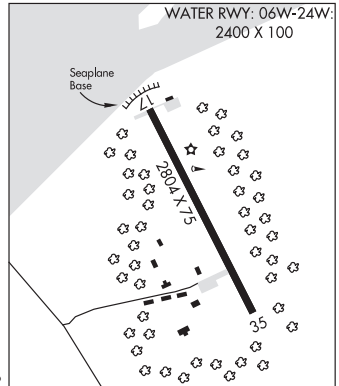 WATER RWY: 06W-24W:
2400 X 100
Seaplane
Base
17
2804 X 75
35